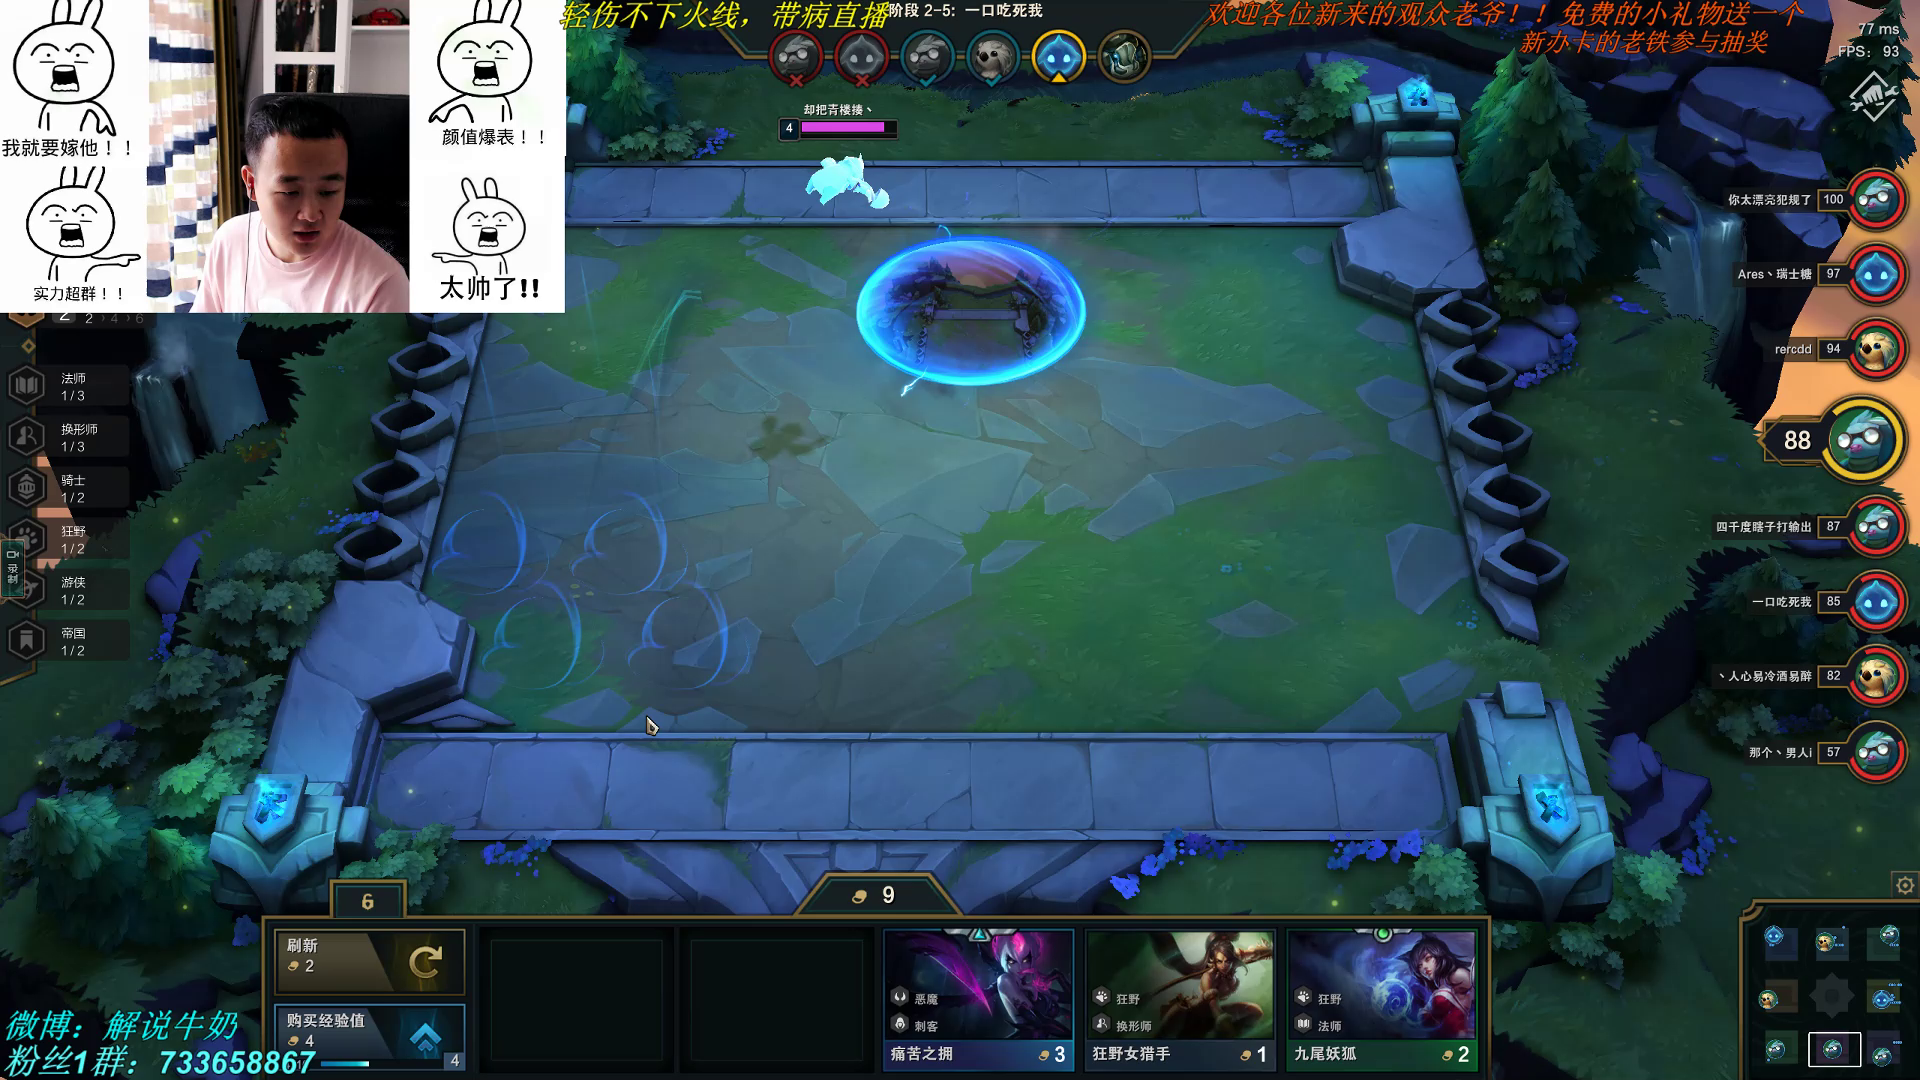 轻伤不下火线，带病直播
阶段 2-5: 一口吃死我
欢迎各位新来的观众老爷！！免费的小礼物送一个
新办卡的老铁参与抽奖
77 ms
FPS: 93
我就要嫁他！！
颜值爆表！！
实力超群！！
太帅了!!
却把青楼揍丶
4
2
2 › 4 › 6
法师
1 / 3
换形师
1 / 3
骑士
1 / 2
狂野
1 / 2
游侠
1 / 2
帝国
1 / 2
录制
你太漂亮犯规了 100
Ares丶瑞士糖 97
rercdd 94
88
四千度瞎子打输出 87
一口吃死我 85
丶人心易冷酒易醉 82
那个丶男人i 57
6
9
刷新
2
购买经验值
4
4
恶魔
刺客
痛苦之拥 3
狂野
换形师
狂野女猎手 1
狂野
法师
九尾妖狐 2
微博：解说牛奶
粉丝1群：733658867